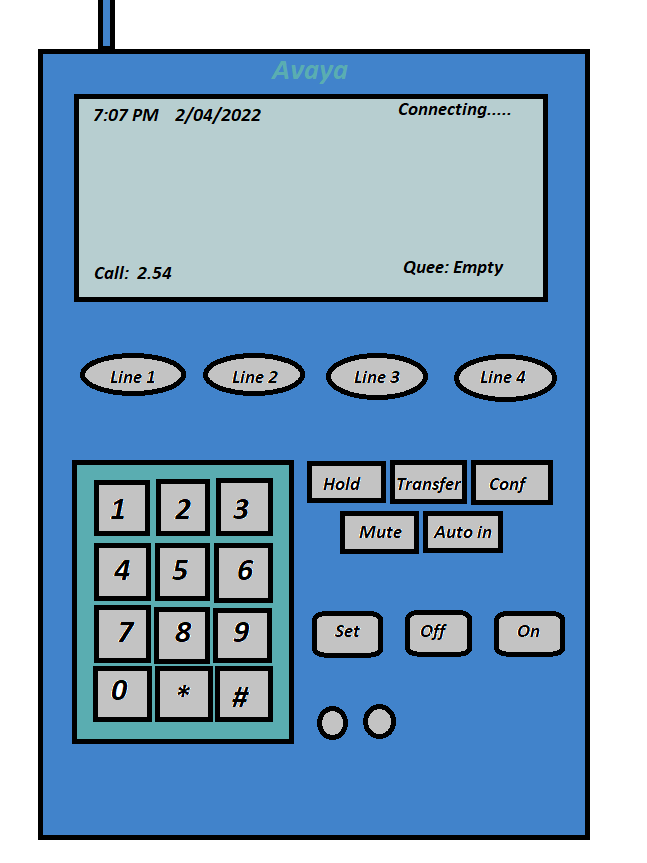 Avaya
7:07 PM 2/04/2022 Connecting.....
Call: 2.54 Quee: Empty
Line 1 Line 2 Line 3 Line 4
Hold Transfer Conf
Mute Auto in
1 2 3
4 5 6
7 8 9
0 * #
Set Off On